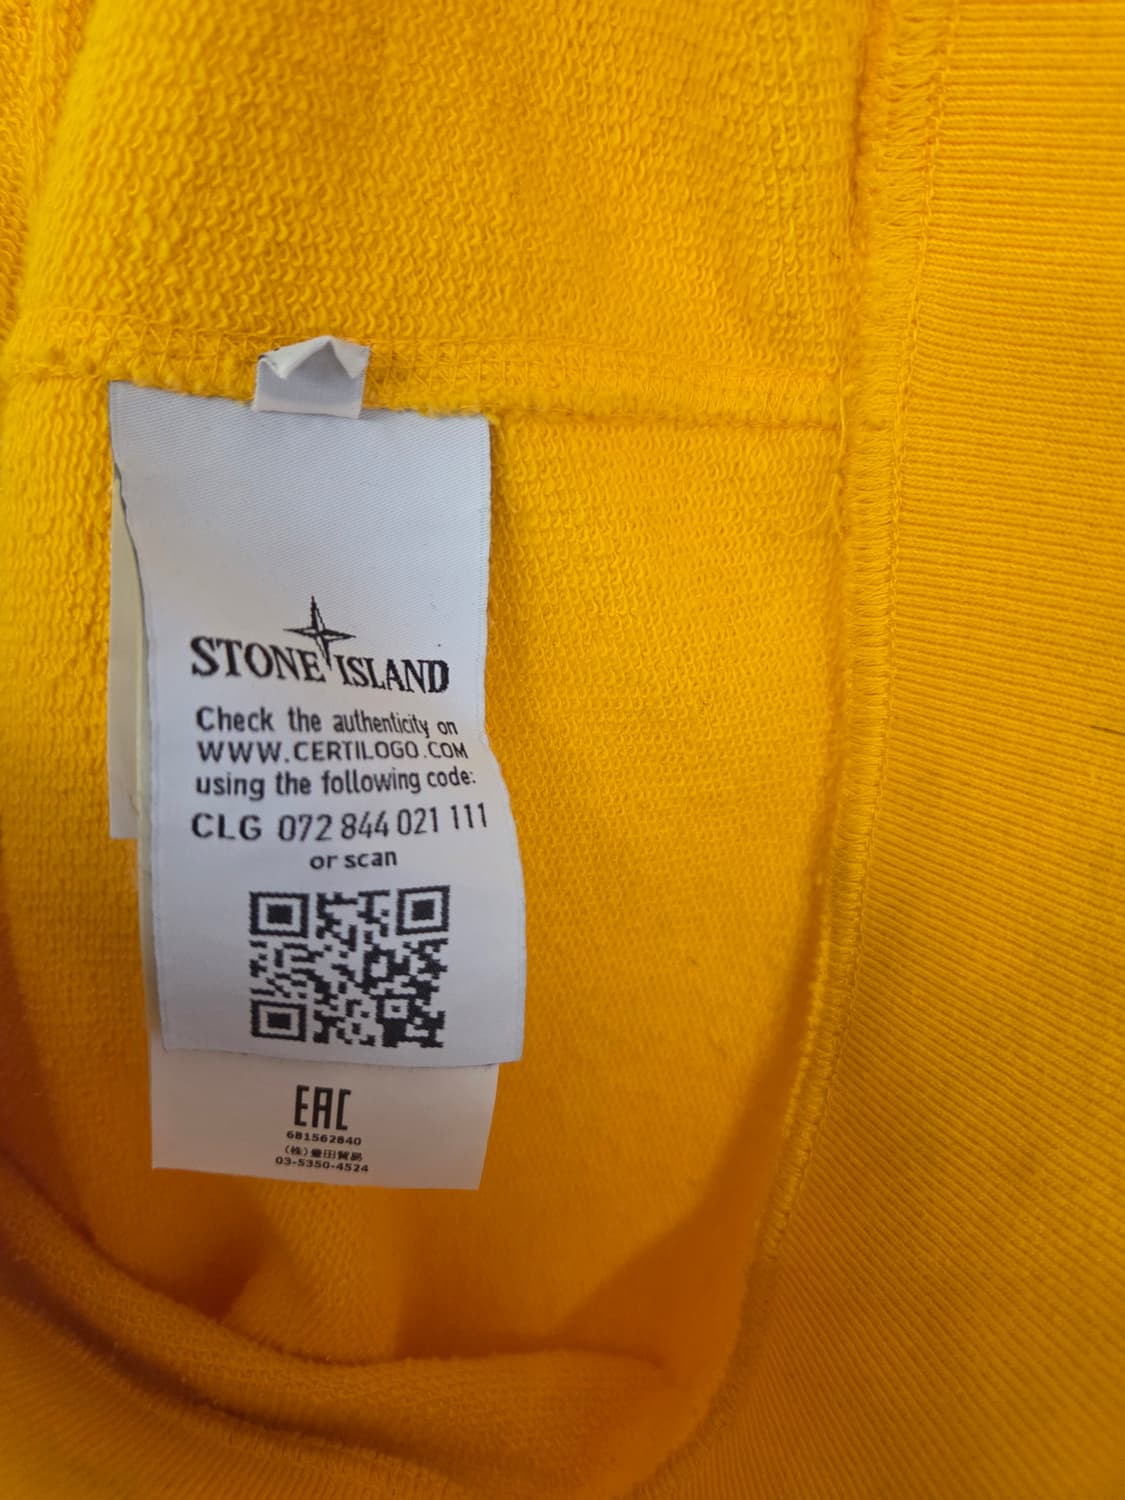 STONE ISLAND
Check the authenticity on
WWW.CERTILOGO.COM
using the following code:
CLG 072 844 021 111
or scan
EAC
681562840
(株)豊田貿易
03-5350-4524